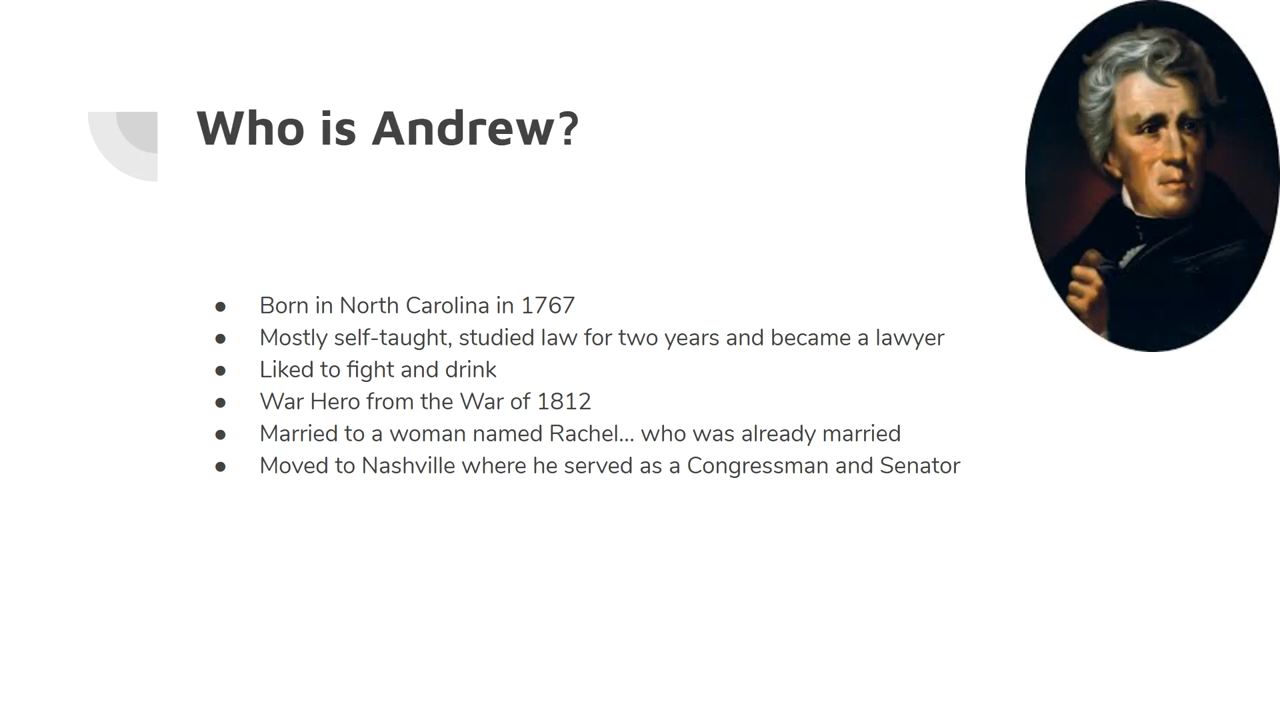 Who is Andrew?
● Born in North Carolina in 1767
● Mostly self-taught, studied law for two years and became a lawyer
● Liked to fight and drink
● War Hero from the War of 1812
● Married to a woman named Rachel... who was already married
● Moved to Nashville where he served as a Congressman and Senator